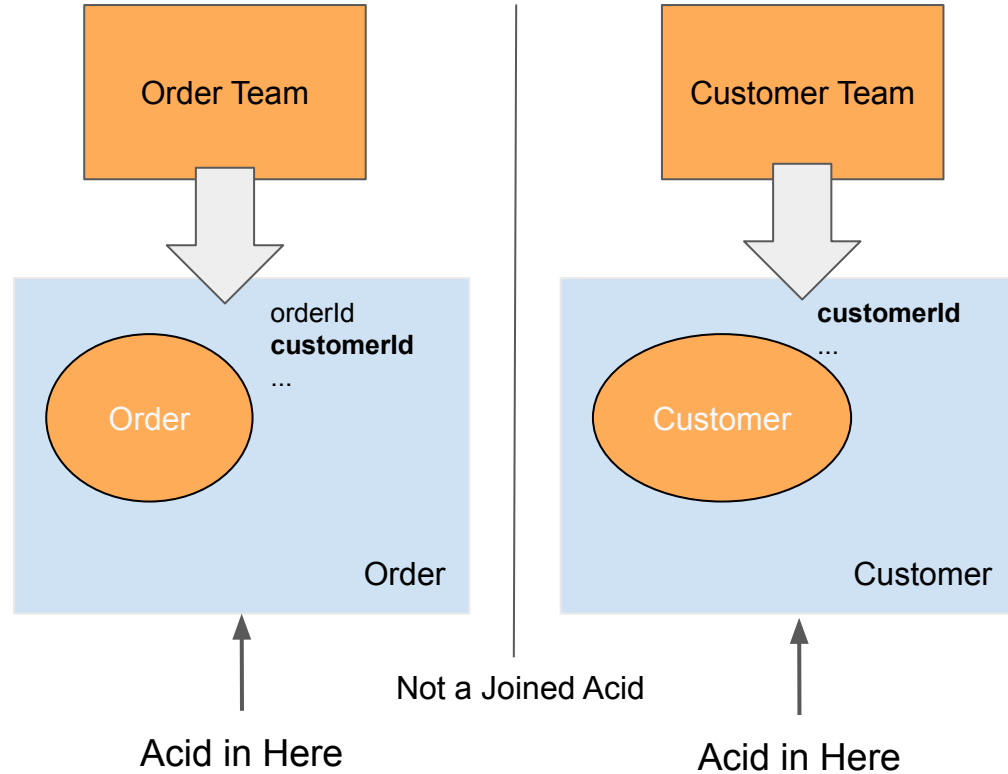 Order Team
Customer Team
orderId
customerId
...
Order
Order
customerId
...
Customer
Customer
Not a Joined Acid
Acid in Here
Acid in Here